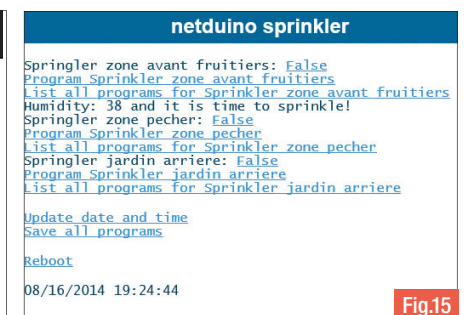 netduino sprinkler
Springler zone avant fruitiers: False
Program Sprinkler zone avant fruitiers
List all programs for Sprinkler zone avant fruitiers
Humidity: 38 and it is time to sprinkle!
Springler zone pecher: False
Program Sprinkler zone pecher
List all programs for Sprinkler zone pecher
Springler jardin arriere: False
Program Sprinkler jardin arriere
List all programs for Sprinkler jardin arriere
Update date and time
Save all programs
Reboot
08/16/2014 19:24:44
Fig.15